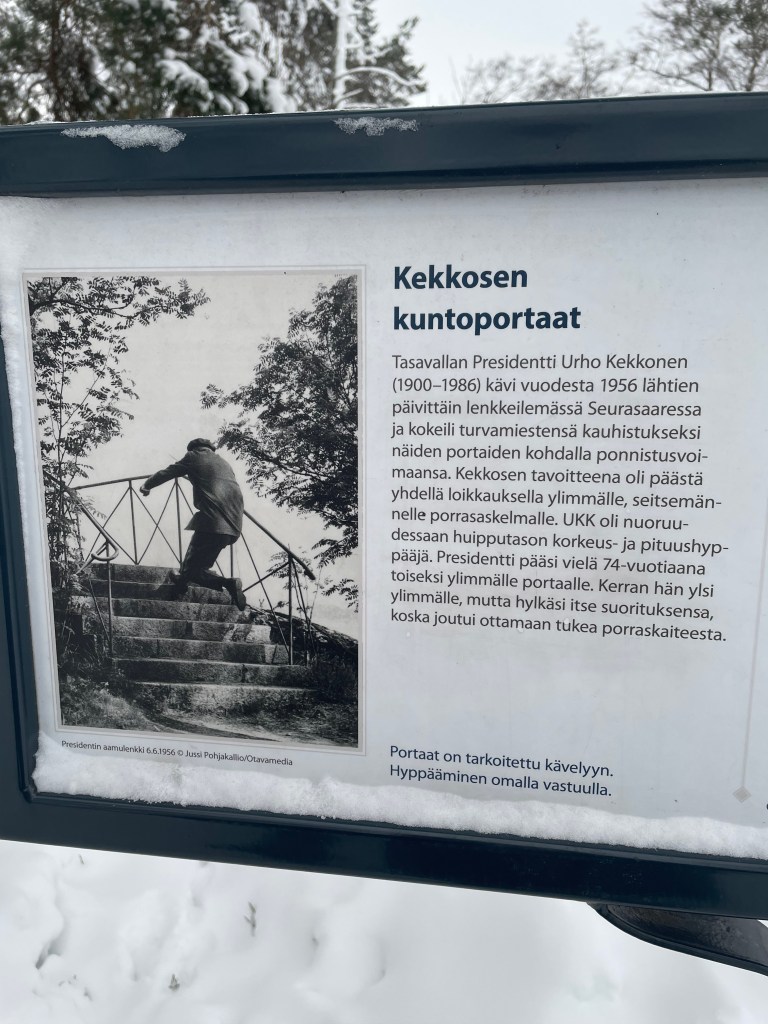 Kekkosen
kuntoportaat
Tasavallan Presidentti Urho Kekkonen
(1900–1986) kävi vuodesta 1956 lähtien
päivittäin lenkkeilemässä Seurasaaressa
ja kokeili turvamiestensä kauhistukseksi
näiden portaiden kohdalla ponnistusvoi-
maansa. Kekkosen tavoitteena oli päästä
yhdellä loikkauksella ylimmälle, seitsemän-
nelle porrasaskelmalle. UKK oli nuoruu-
dessaan huipputason korkeus- ja pituushyp-
pääjä. Presidentti pääsi vielä 74-vuotiaana
toiseksi ylimmälle portaalle. Kerran hän ylsi
ylimmälle, mutta hylkäsi itse suorituksensa,
koska joutui ottamaan tukea porraskaiteesta.
Presidentin aamulenkki 6.6.1956 © Jussi Pohjakallio/Otavamedia
Portaat on tarkoitettu kävelyyn.
Hyppääminen omalla vastuulla.